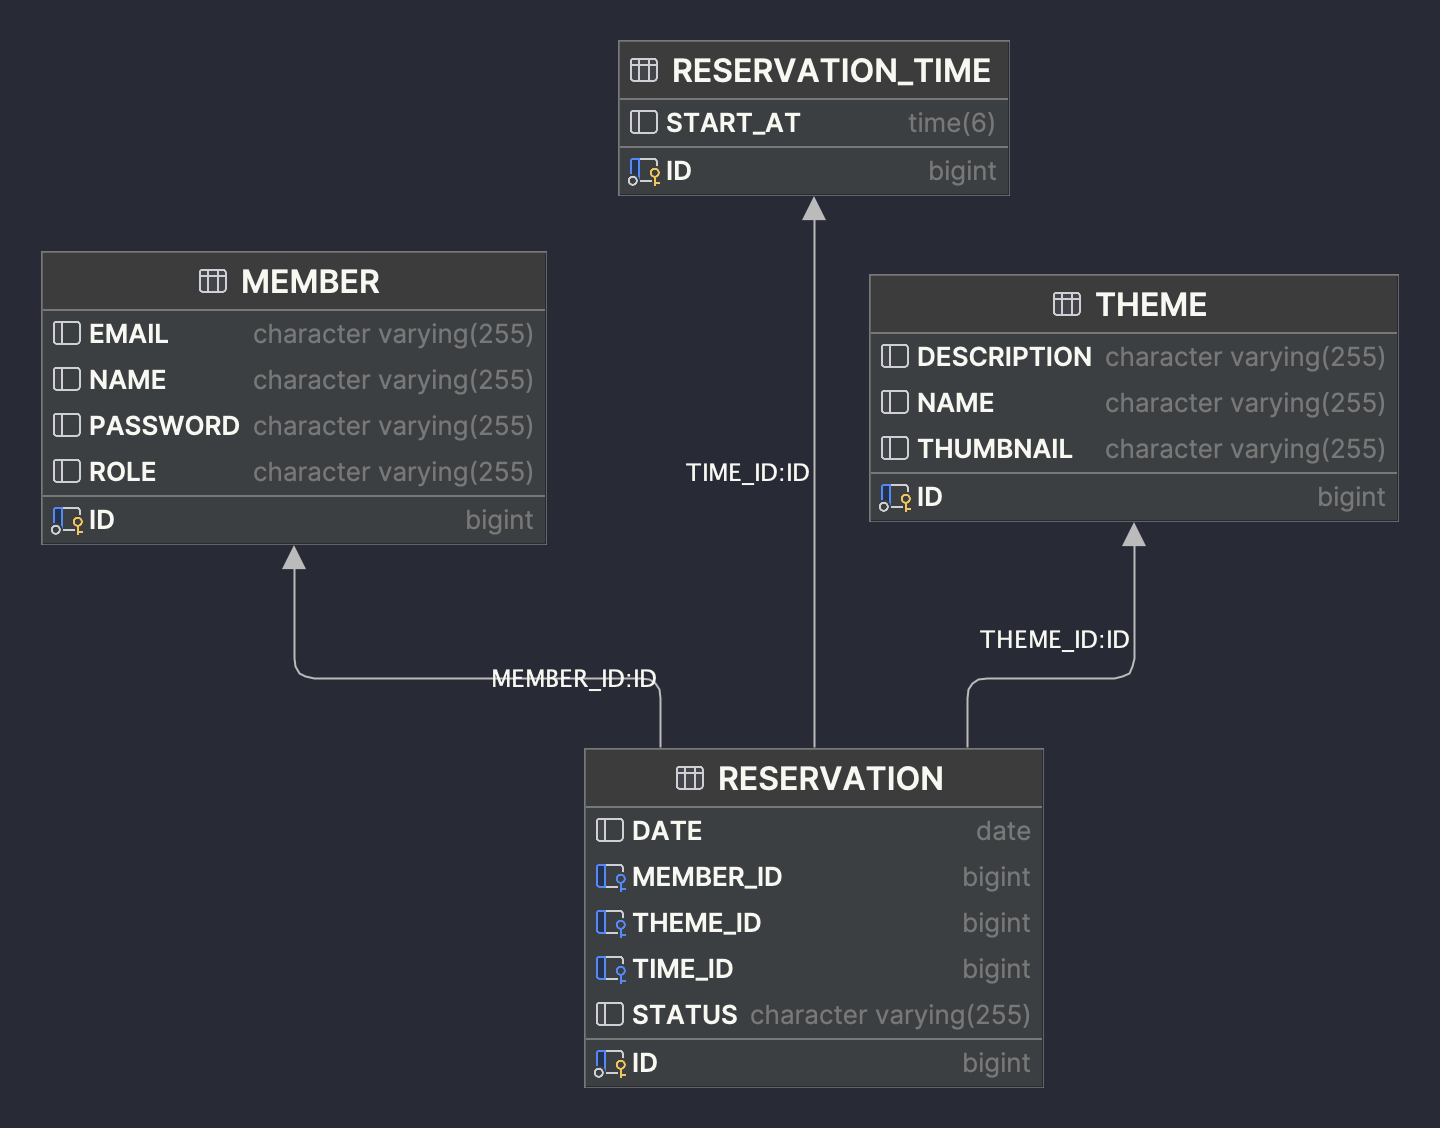 RESERVATION_TIME
START_AT time(6)
ID bigint
MEMBER
EMAIL character varying(255)
NAME character varying(255)
PASSWORD character varying(255)
ROLE character varying(255)
ID bigint
THEME
DESCRIPTION character varying(255)
NAME character varying(255)
THUMBNAIL character varying(255)
ID bigint
TIME_ID:ID
THEME_ID:ID
MEMBER_ID:ID
RESERVATION
DATE date
MEMBER_ID bigint
THEME_ID bigint
TIME_ID bigint
STATUS character varying(255)
ID bigint